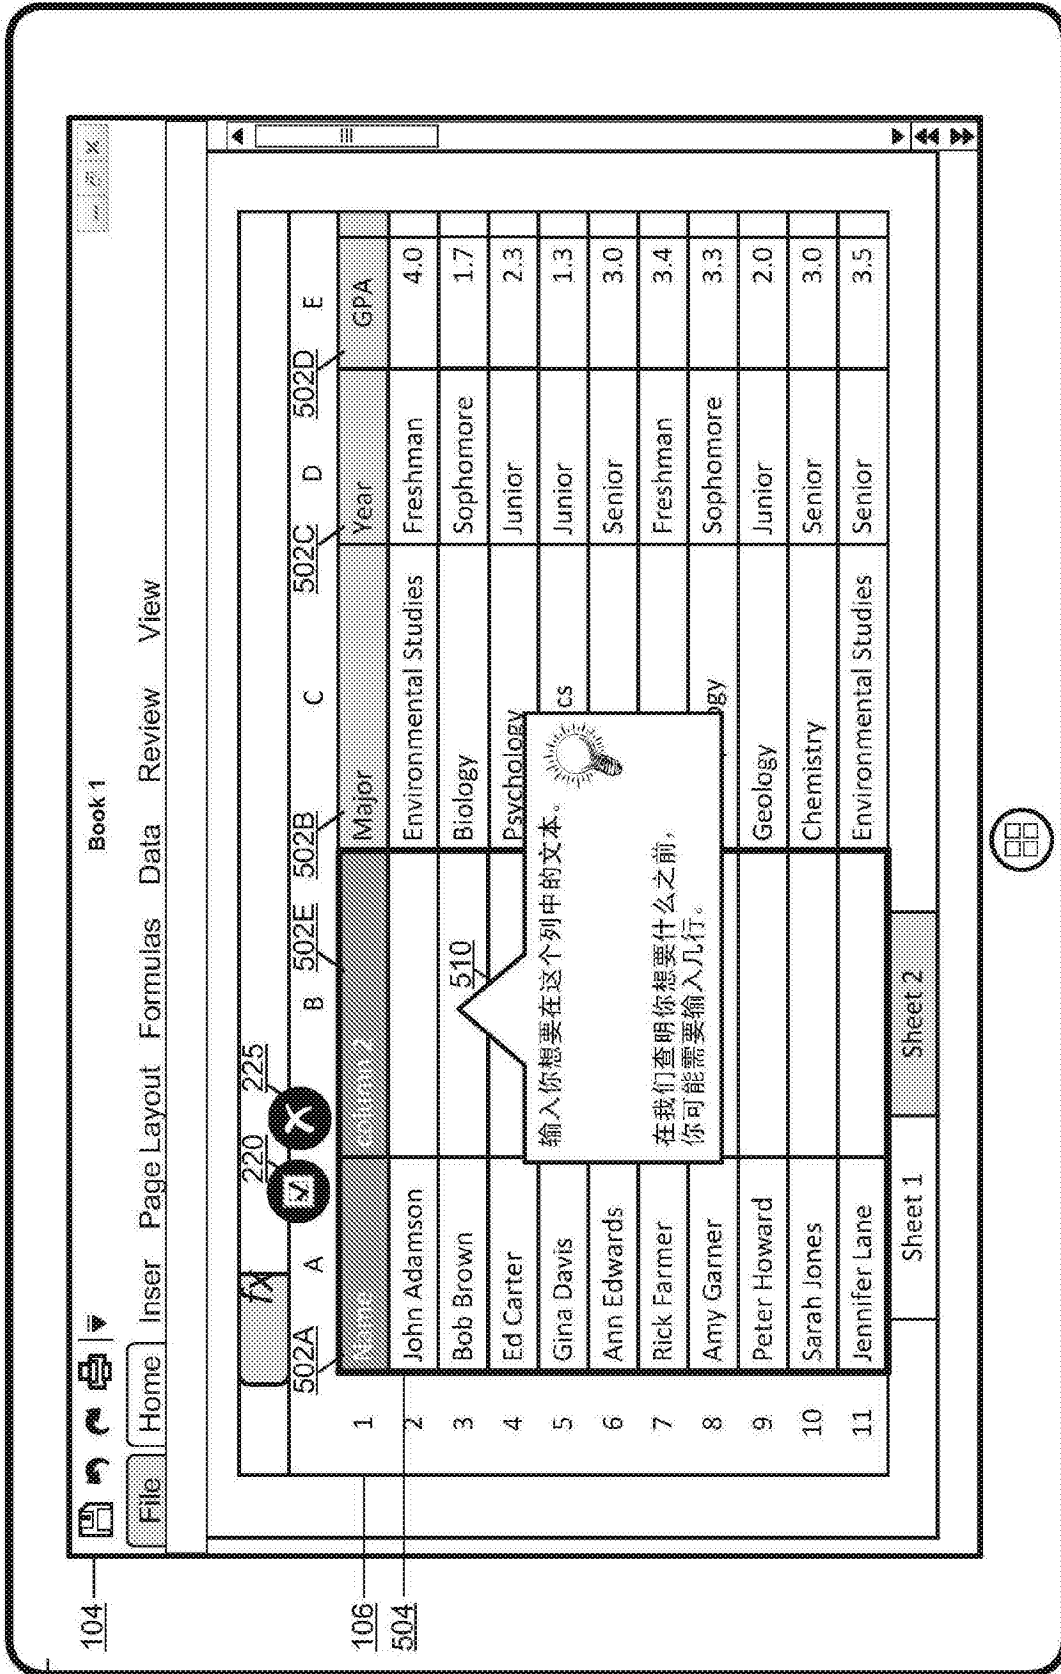 104
Book 1
File Home Inser Page Layout Formulas Data Review View
fx
220 225
502A 502E 502B 502C 502D
A B C D E
106
504
1 Major Year GPA
2 John Adamson Environmental Studies Freshman 4.0
3 Bob Brown Biology Sophomore 1.7
4 Ed Carter Psychology Junior 2.3
5 Gina Davis cs Junior 1.3
6 Ann Edwards Senior 3.0
7 Rick Farmer Freshman 3.4
8 Amy Garner ogy Sophomore 3.3
9 Peter Howard Geology Junior 2.0
10 Sarah Jones Chemistry Senior 3.0
11 Jennifer Lane Environmental Studies Senior 3.5
510
输入你想要在这个列中的文本。
在我们查明你想要什么之前，
你可能需要输入几行。
Sheet 1 Sheet 2